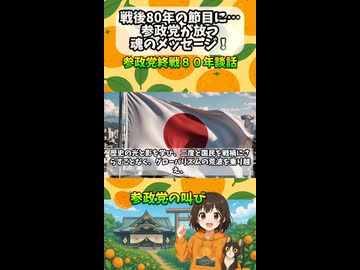 戦後80年の節目に…
参政党が放つ
魂のメッセージ!
参政党終戦80年談話
歴史の光と影を学び、二度と国民を戦禍にさ
らすことなく、グローバリズムの荒波を乗り越
え、
参政党の叫び